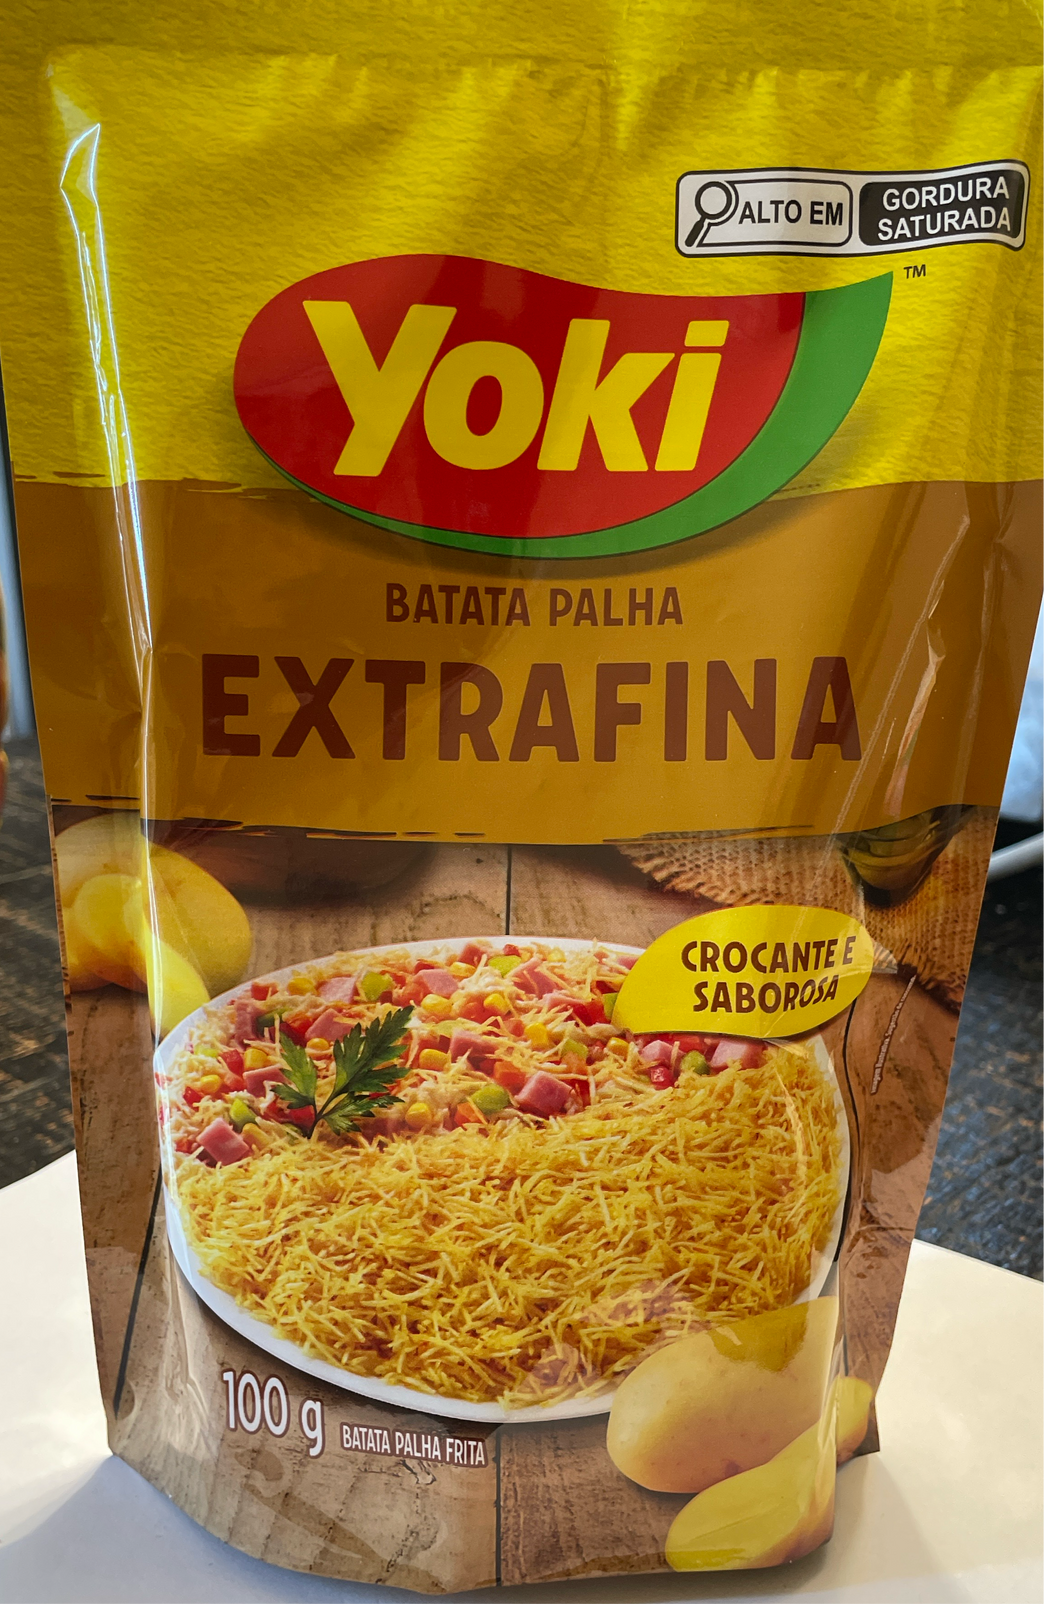 ALTO EM
GORDURA
SATURADA
TM
Yoki
BATATA PALHA
EXTRAFINA
CROCANTE E
SABOROSA
100 g
BATATA PALHA FRITA